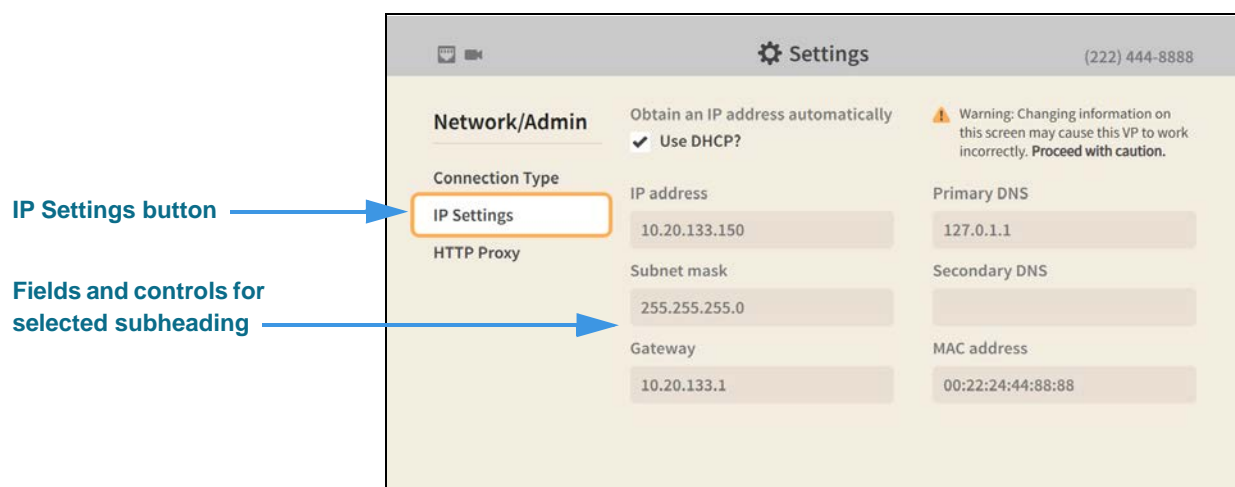 Settings
(222) 444-8888
Network/Admin
Connection Type
IP Settings
HTTP Proxy
IP Settings button
Fields and controls for
selected subheading
Obtain an IP address automatically
Use DHCP?
Warning: Changing information on
this screen may cause this VP to work
incorrectly. Proceed with caution.
IP address
10.20.133.150
Primary DNS
127.0.1.1
Subnet mask
255.255.255.0
Secondary DNS
Gateway
10.20.133.1
MAC address
00:22:24:44:88:88